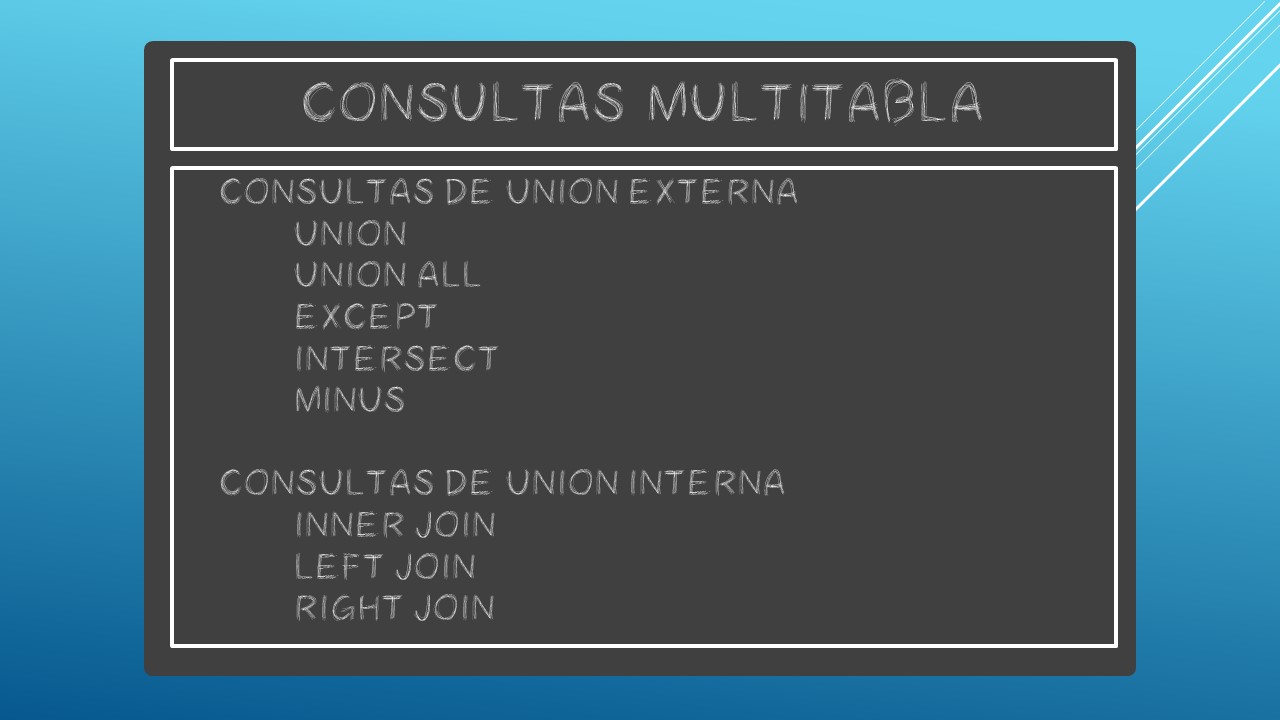 CONSULTAS MULTITABLA
CONSULTAS DE UNION EXTERNA
UNION
UNION ALL
EXCEPT
INTERSECT
MINUS
CONSULTAS DE UNION INTERNA
INNER JOIN
LEFT JOIN
RIGHT JOIN